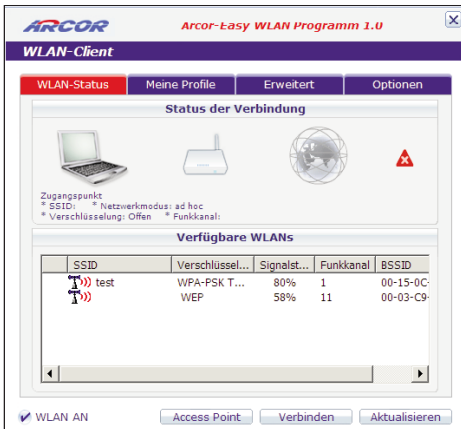 ARCOR Arcor-Easy WLAN Programm 1.0
WLAN-Client
WLAN-Status Meine Profile Erweitert Optionen
Status der Verbindung
Zugangspunkt
* SSID: * Netzwerkmodus: ad hoc
* Verschlüsselung: Offen * Funkkanal:
Verfügbare WLANs
SSID Verschlüssel... Signalst... Funkkanal BSSID
test WPA-PSK T... 80% 1 00-15-0C-
WEP 58% 11 00-03-C9-
WLAN AN Access Point Verbinden Aktualisieren